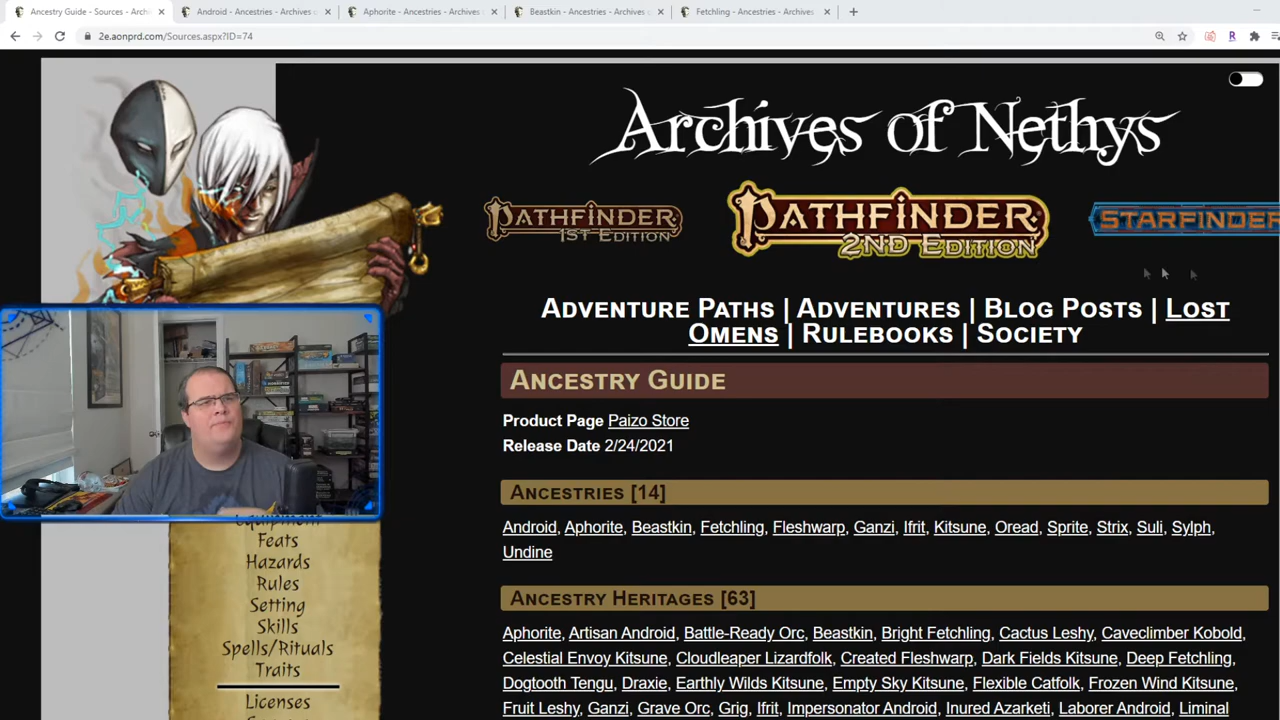 Ancestry Guide - Sources - Archi
Android - Ancestries - Archives o
Aphorite - Ancestries - Archives
Beastkin - Ancestries - Archives o
Fetchling - Ancestries - Archives
2e.aonprd.com/Sources.aspx?ID=74
Archives of Nethys
PATHFINDER
1ST EDITION
PATHFINDER
2ND EDITION
STARFINDER
Adventure Paths | Adventures | Blog Posts | Lost
Omens | Rulebooks | Society
Ancestry Guide
Product Page Paizo Store
Release Date 2/24/2021
Ancestries [14]
Android, Aphorite, Beastkin, Fetchling, Fleshwarp, Ganzi, Ifrit, Kitsune, Oread, Sprite, Strix, Suli, Sylph,
Undine
Ancestry Heritages [63]
Aphorite, Artisan Android, Battle-Ready Orc, Beastkin, Bright Fetchling, Cactus Leshy, Caveclimber Kobold,
Celestial Envoy Kitsune, Cloudleaper Lizardfolk, Created Fleshwarp, Dark Fields Kitsune, Deep Fetchling,
Dogtooth Tengu, Draxie, Earthly Wilds Kitsune, Empty Sky Kitsune, Flexible Catfolk, Frozen Wind Kitsune,
Fruit Leshy, Ganzi, Grave Orc, Grig, Ifrit, Impersonator Android, Inured Azarketi, Laborer Android, Liminal
Equipment
Feats
Hazards
Rules
Setting
Skills
Spells/Rituals
Traits
Licenses